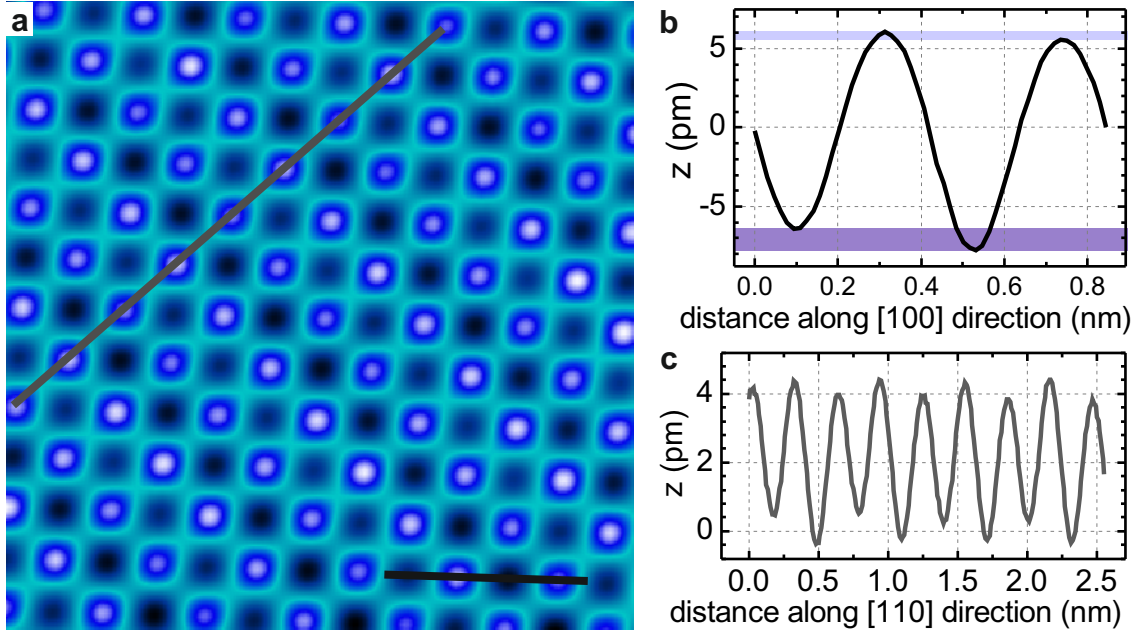 a
b
5
0
-5
z (pm)
0.0 0.2 0.4 0.6 0.8
distance along [100] direction (nm)
c
4
2
0
z (pm)
0.0 0.5 1.0 1.5 2.0 2.5
distance along [110] direction (nm)